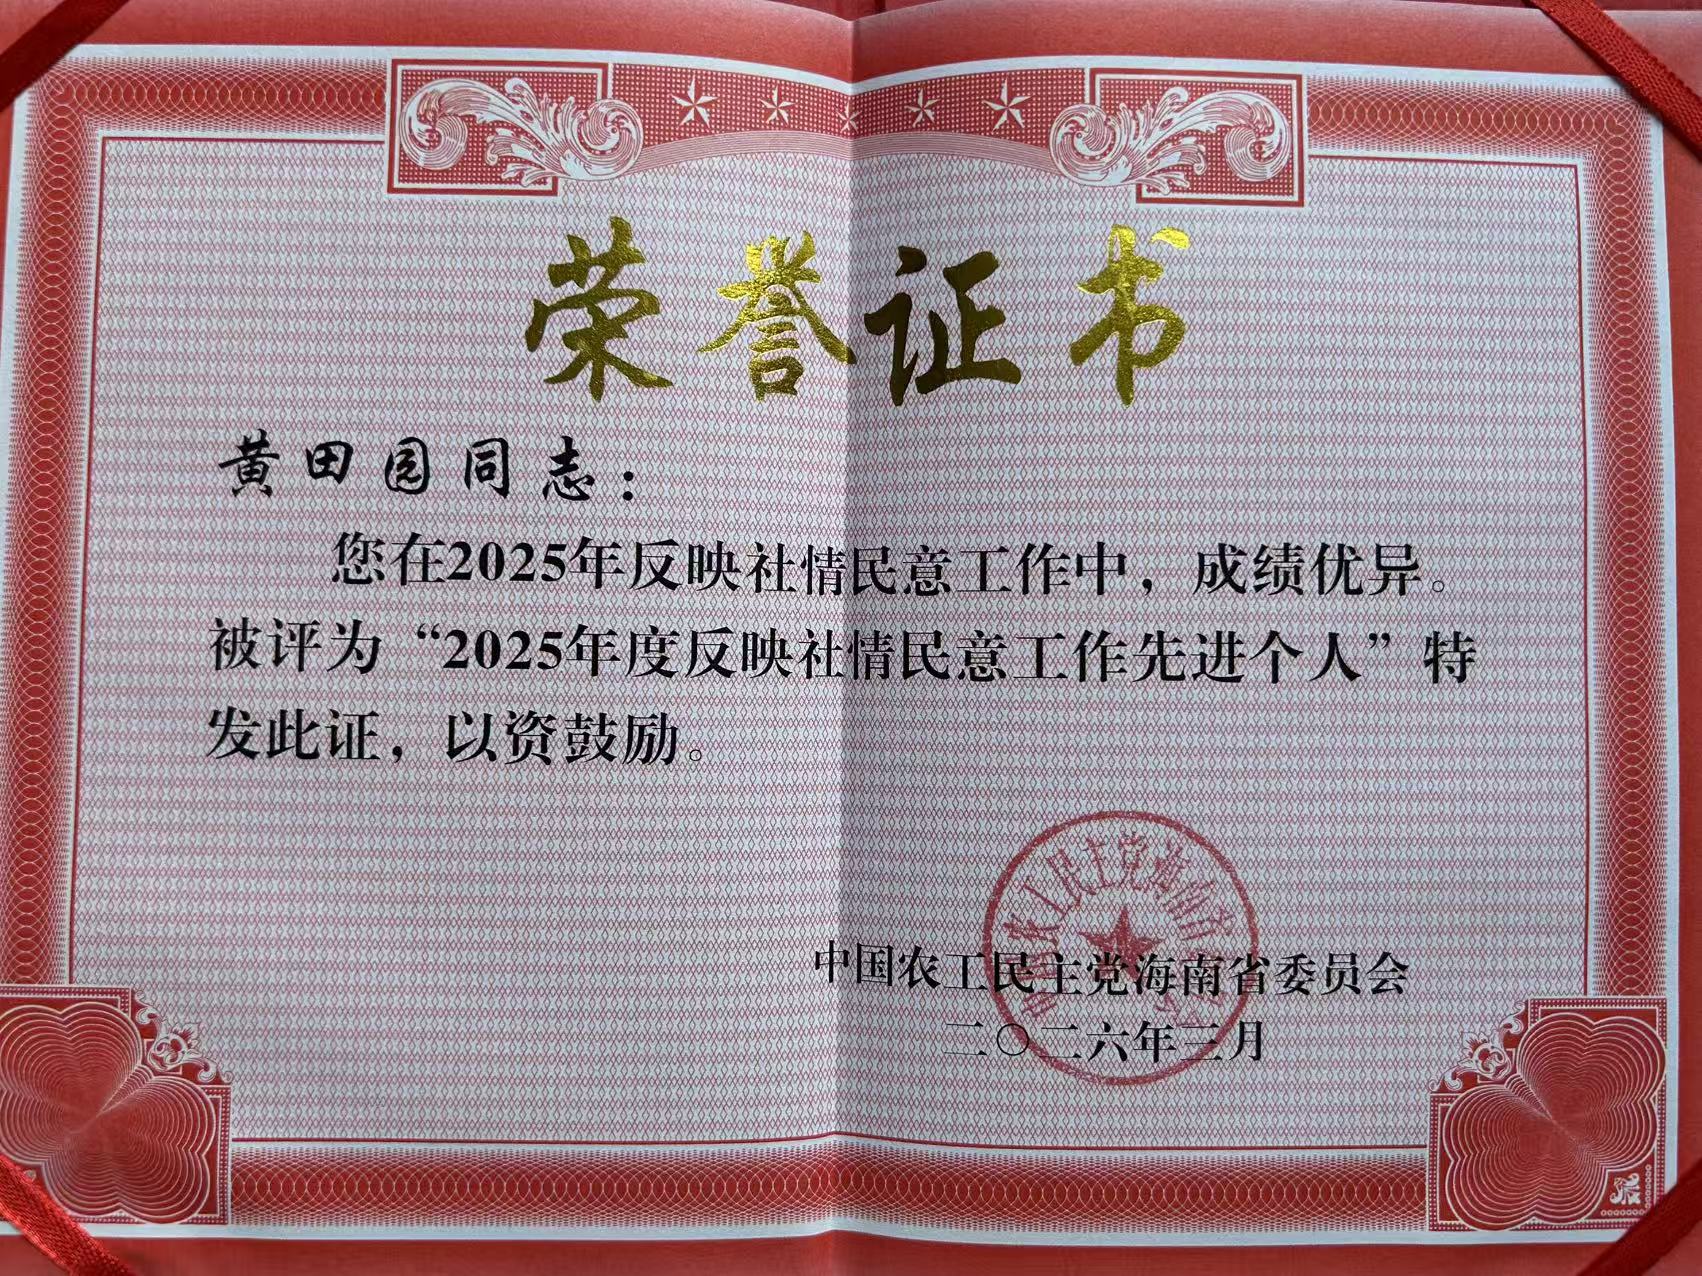 荣誉证书
黄田园同志：
您在2025年反映社情民意工作中，成绩优异。
被评为“2025年度反映社情民意工作先进个人”特
发此证，以资鼓励。
中国农工民主党海南省委员会
二〇二六年三月